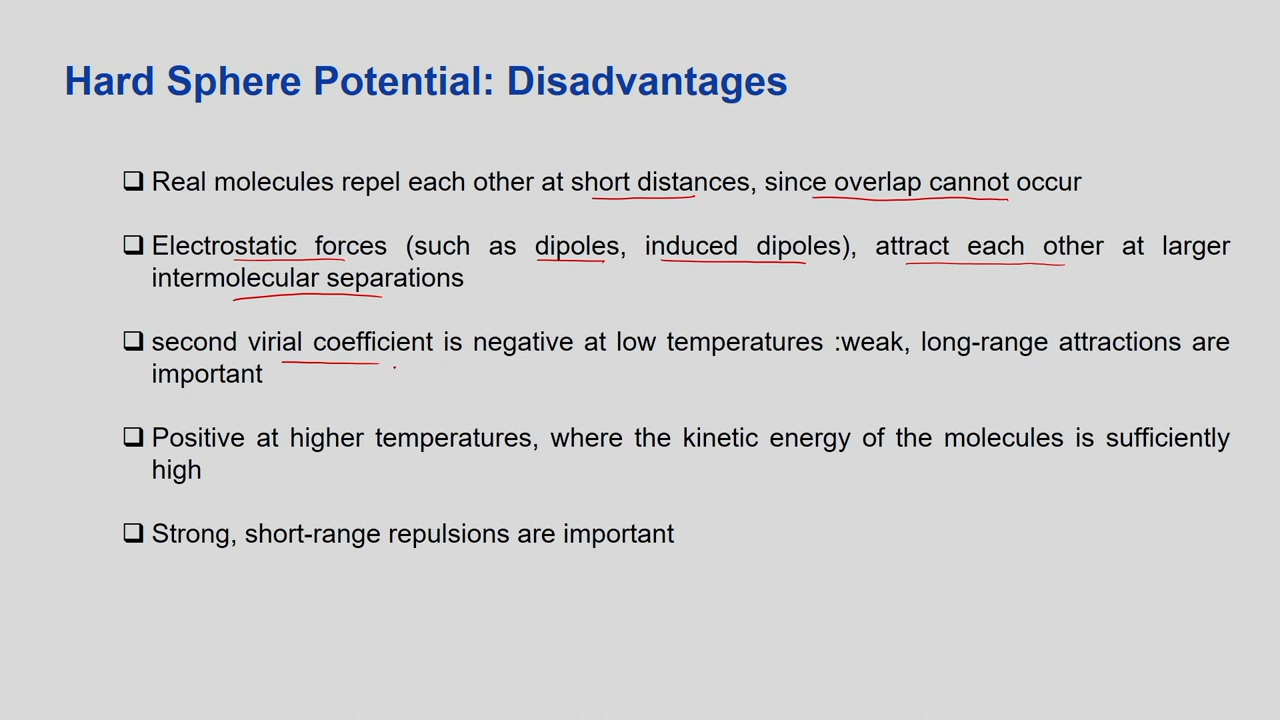 Hard Sphere Potential: Disadvantages
❑ Real molecules repel each other at short distances, since overlap cannot occur
❑ Electrostatic forces (such as dipoles, induced dipoles), attract each other at larger
intermolecular separations
❑ second virial coefficient is negative at low temperatures :weak, long-range attractions are
important
❑ Positive at higher temperatures, where the kinetic energy of the molecules is sufficiently
high
❑ Strong, short-range repulsions are important